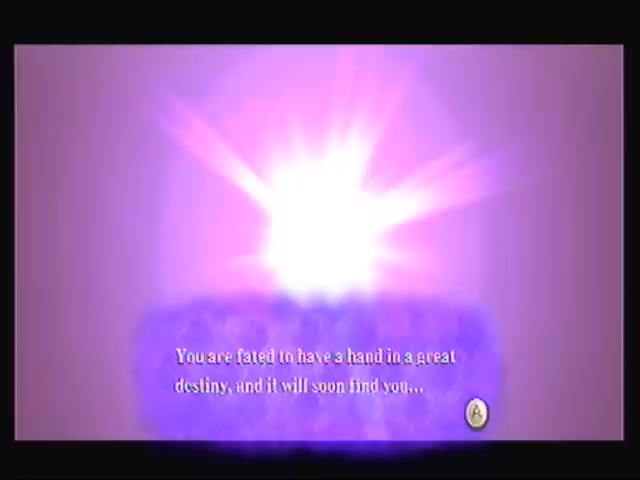 You are fated to have a hand in a great
destiny, and it will soon find you...
A